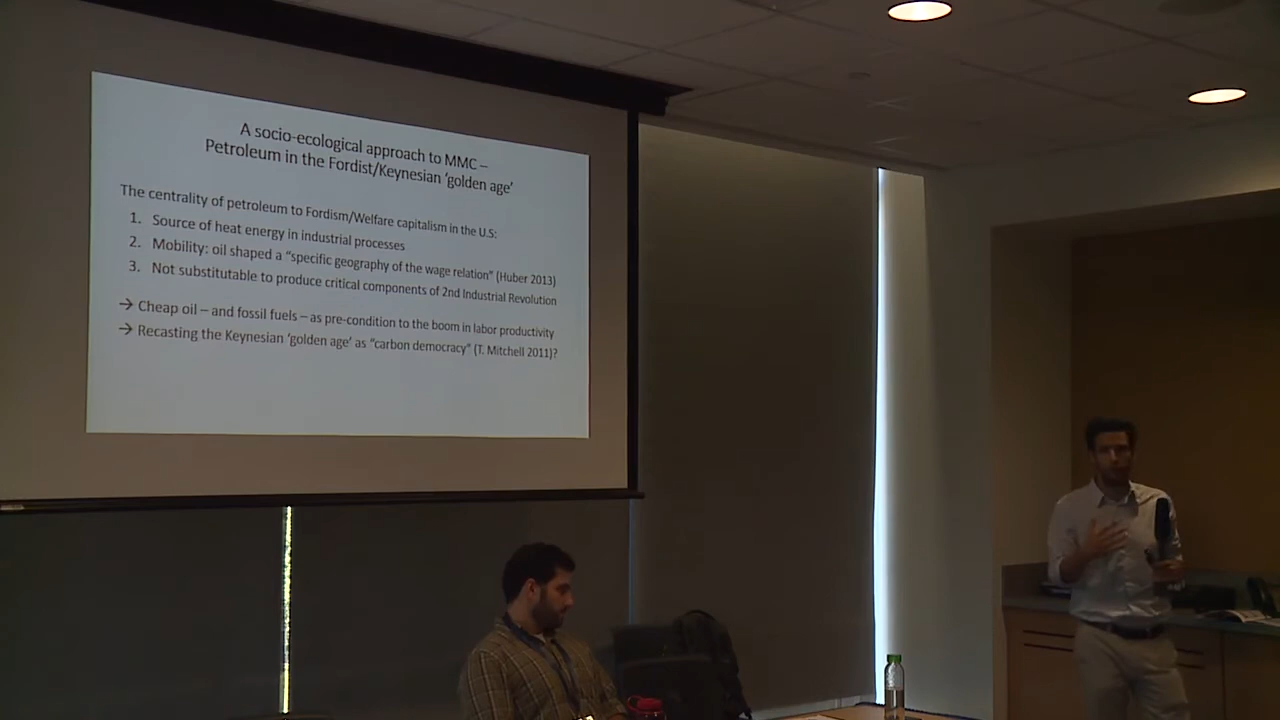 A socio-ecological approach to MMC –
Petroleum in the Fordist/Keynesian 'golden age'
The centrality of petroleum to Fordism/Welfare capitalism in the U.S:
1. Source of heat energy in industrial processes
2. Mobility: oil shaped a "specific geography of the wage relation" (Huber 2013)
3. Not substitutable to produce critical components of 2nd Industrial Revolution
→ Cheap oil – and fossil fuels – as pre-condition to the boom in labor productivity
→ Recasting the Keynesian 'golden age' as "carbon democracy" (T. Mitchell 2011)?